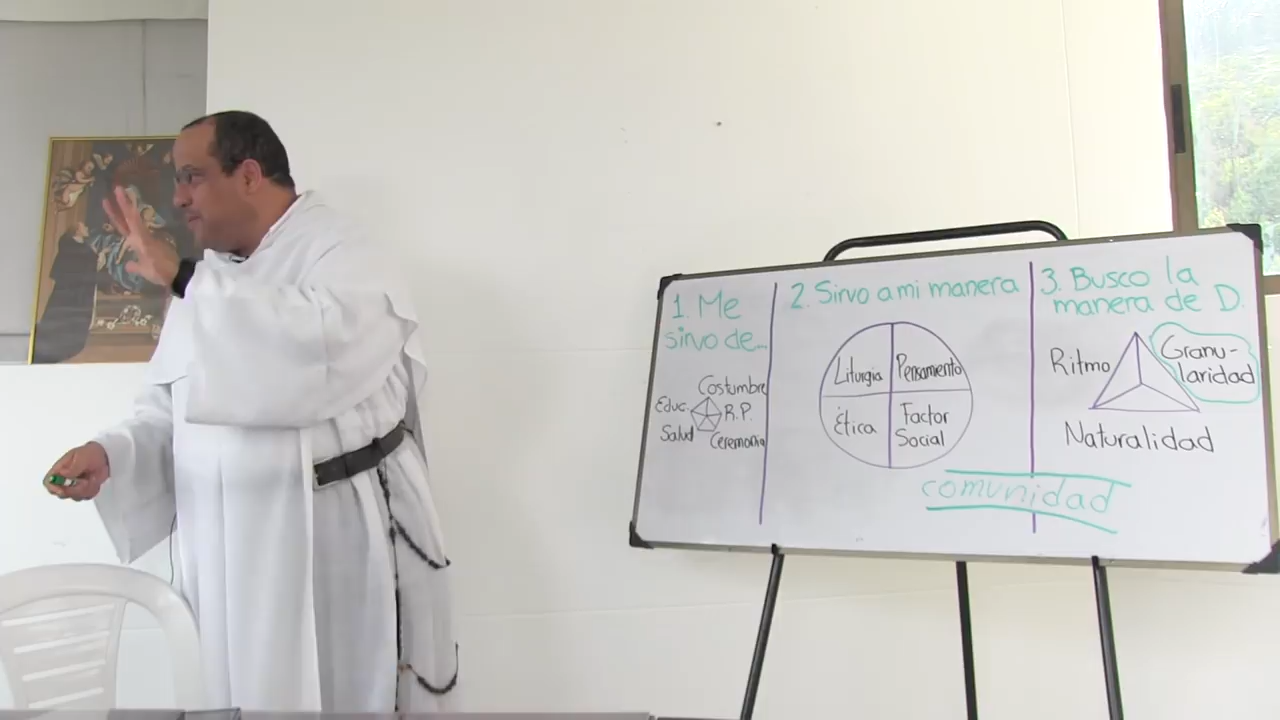 1. Me
sirvo de...
Costumbre
Educ.
R.P.
Salud
Ceremonia
2. Sirvo a mi manera
Liturgia
Pensamento
Ética
Factor
Social
3. Busco la
manera de D.
Ritmo
Granu-
laridad
Naturalidad
comunidad